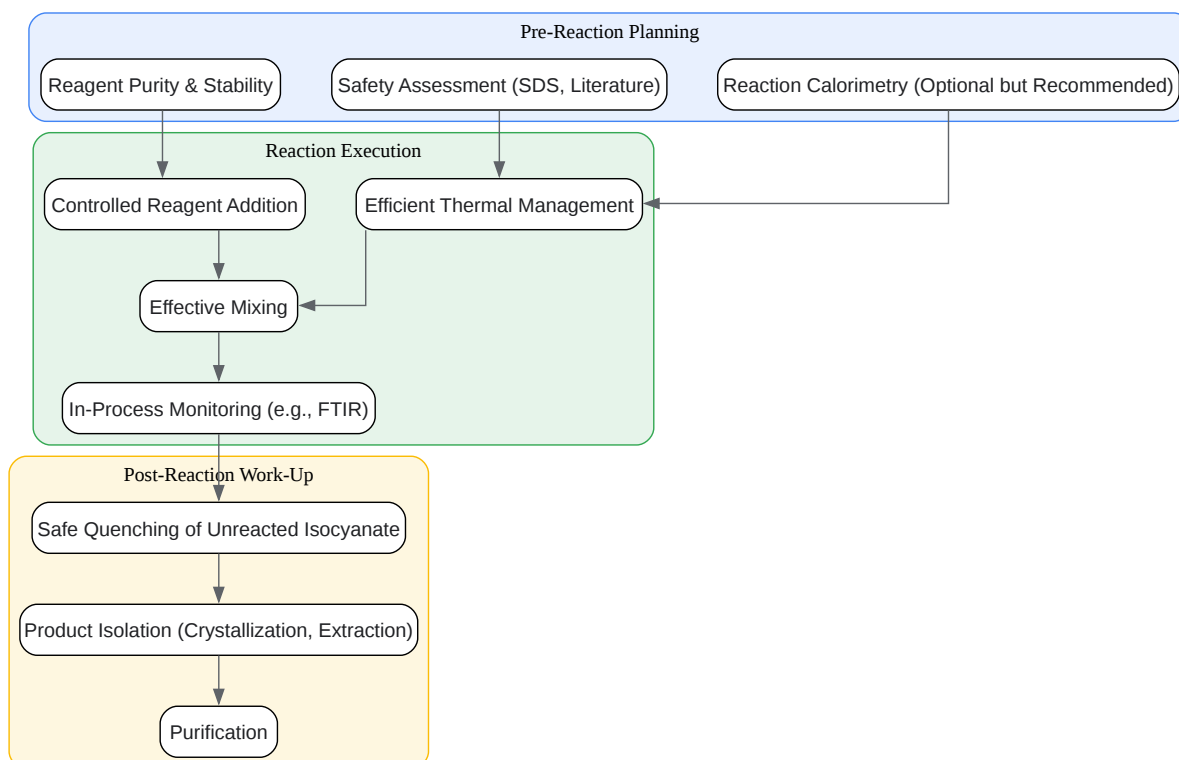 Pre-Reaction Planning
Reagent Purity & Stability
Safety Assessment (SDS, Literature)
Reaction Calorimetry (Optional but Recommended)
Reaction Execution
Controlled Reagent Addition
Efficient Thermal Management
Effective Mixing
In-Process Monitoring (e.g., FTIR)
Post-Reaction Work-Up
Safe Quenching of Unreacted Isocyanate
Product Isolation (Crystallization, Extraction)
Purification